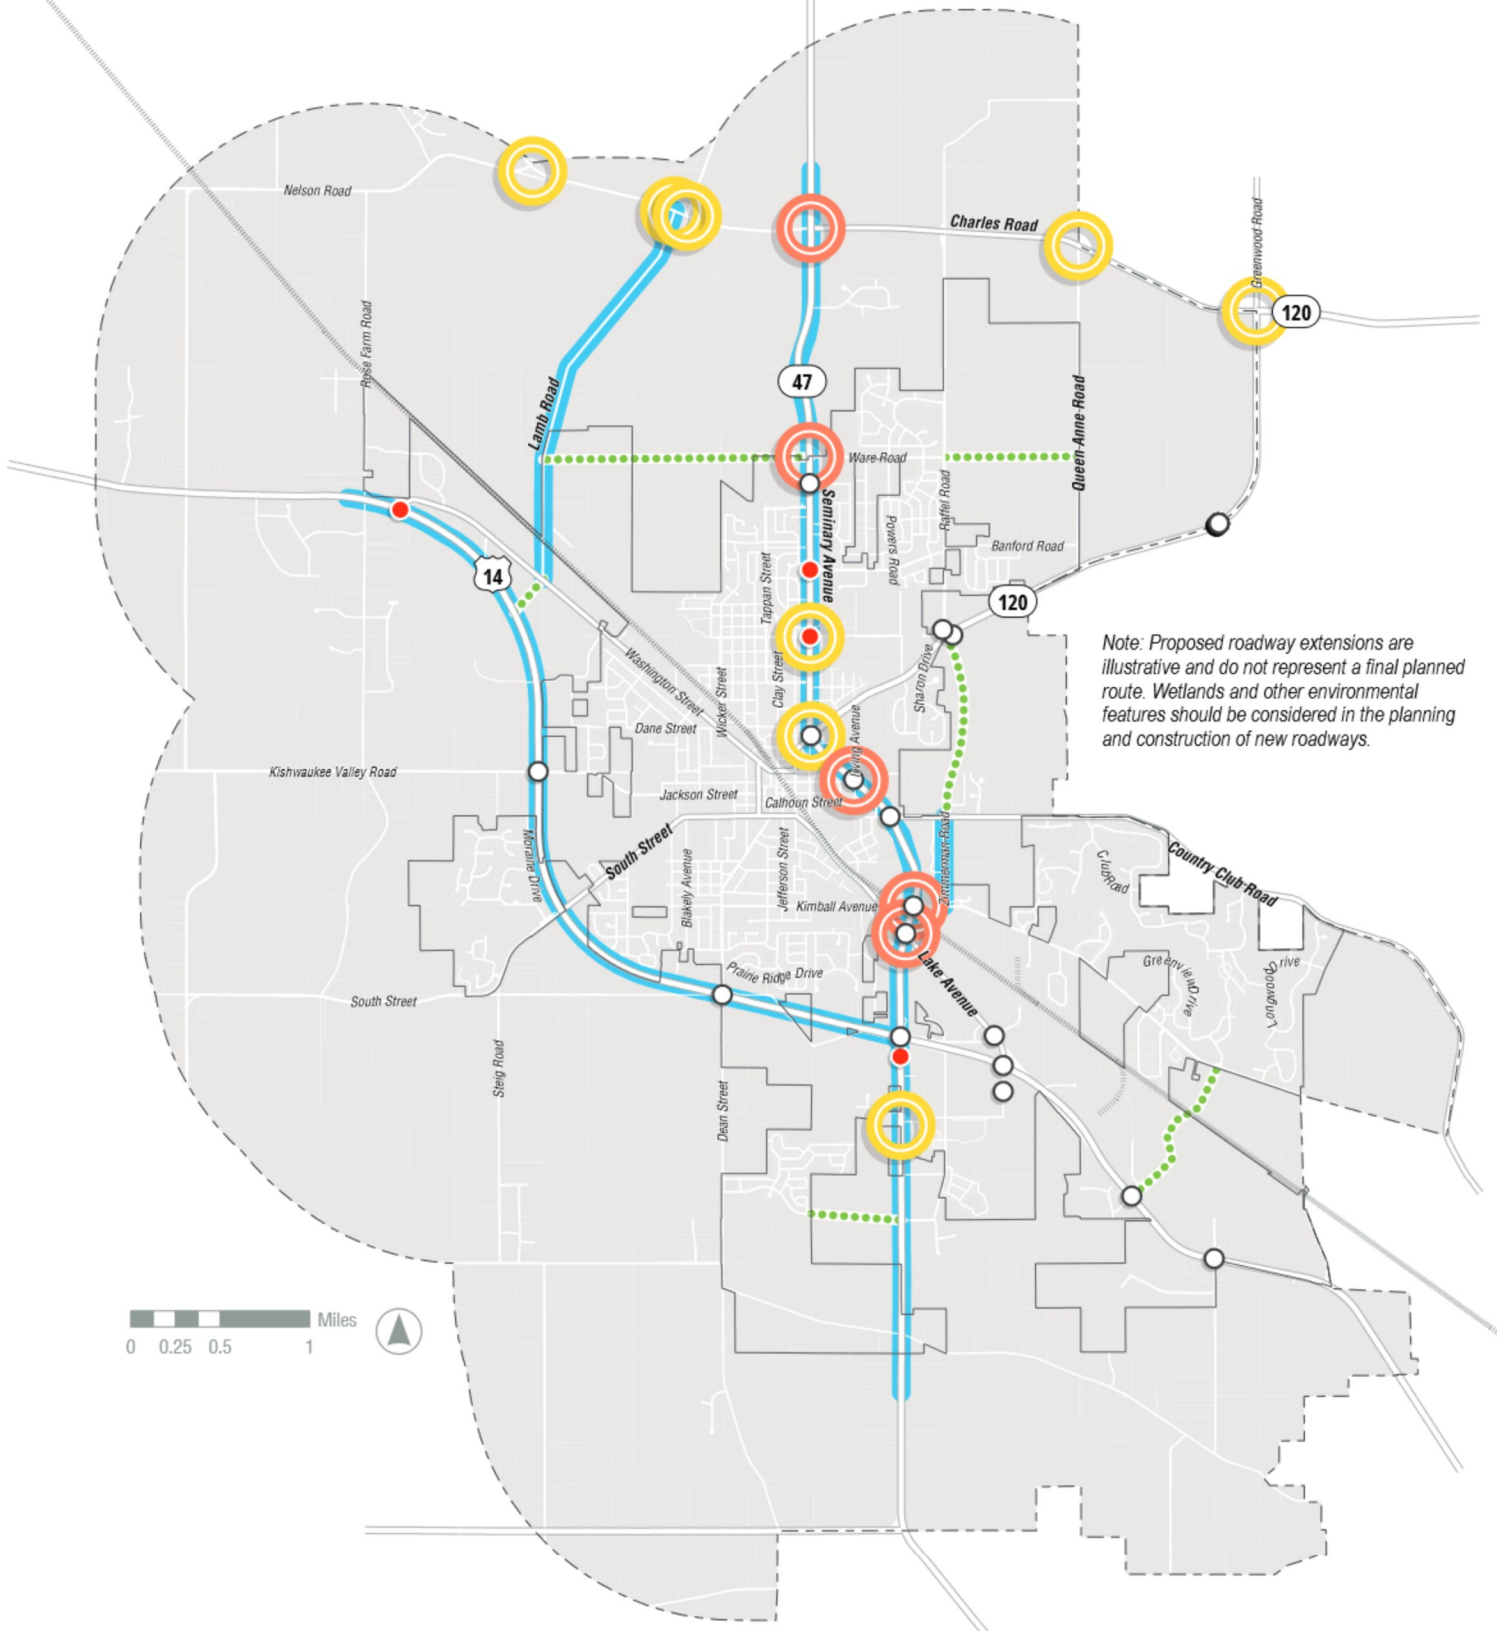 Nelson Road
Charles Road
Greenwood Road
120
Rose Farm Road
47
Lamb Road
Queen Anne Road
Ware Road
Seminary Avenue
Raffel Road
Powers Road
Banford Road
14
Tappan Street
120
Note: Proposed roadway extensions are
illustrative and do not represent a final planned
route. Wetlands and other environmental
features should be considered in the planning
and construction of new roadways.
Washington Street
Clay Street
Sharon Drive
Wicker Street
Dane Street
Irving Avenue
Kishwaukee Valley Road
Jackson Street
Calhoun Street
South Street
Moraine Drive
Blakely Avenue
Jefferson Street
Zimmerman Road
Club Road
Country Club Road
Kimball Avenue
Prairie Ridge Drive
Lake Avenue
Greenview Drive
Longwood Drive
South Street
Steig Road
Dean Street
Miles
0 0.25 0.5 1